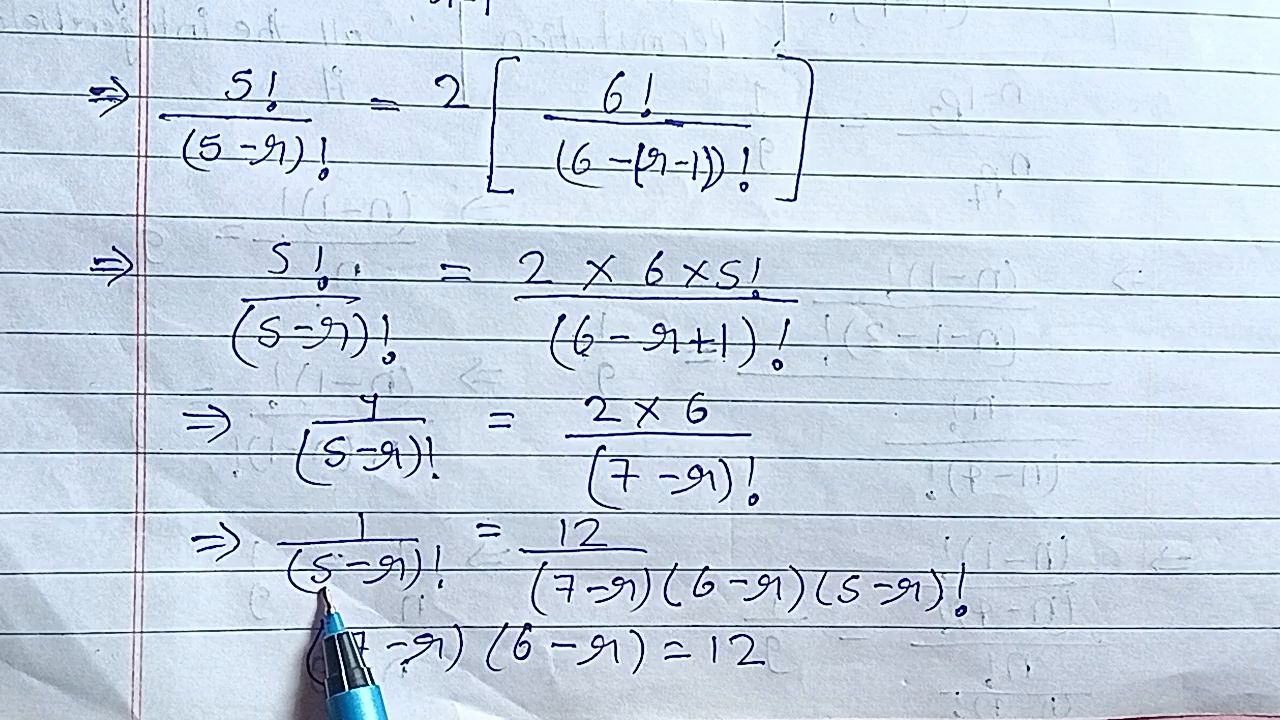 ⇒ 5!/(5-r)! = 2 [ 6!/(6-(r-1))! ]
⇒ 5!/(5-r)! = 2 × 6 × 5!/(6-r+1)!
⇒ 1/(5-r)! = 2 × 6/(7-r)!
⇒ 1/(5-r)! = 12/(7-r)(6-r)(5-r)!
(7-r) (6-r) = 12